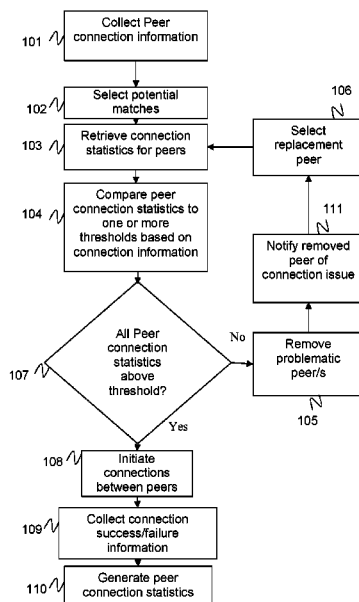 Collect Peer
connection information
101
Select potential
matches
102
Retrieve connection
statistics for peers
103
Compare peer
connection statistics to
one or more
thresholds based on
connection information
104
All Peer
connection
statistics
above
threshold?
107
No
Remove
problematic
peer/s
105
Notify removed
peer of
connection issue
111
Select
replacement
peer
106
Yes
Initiate
connections
between peers
108
Collect connection
success/failure
information
109
Generate peer
connection statistics
110